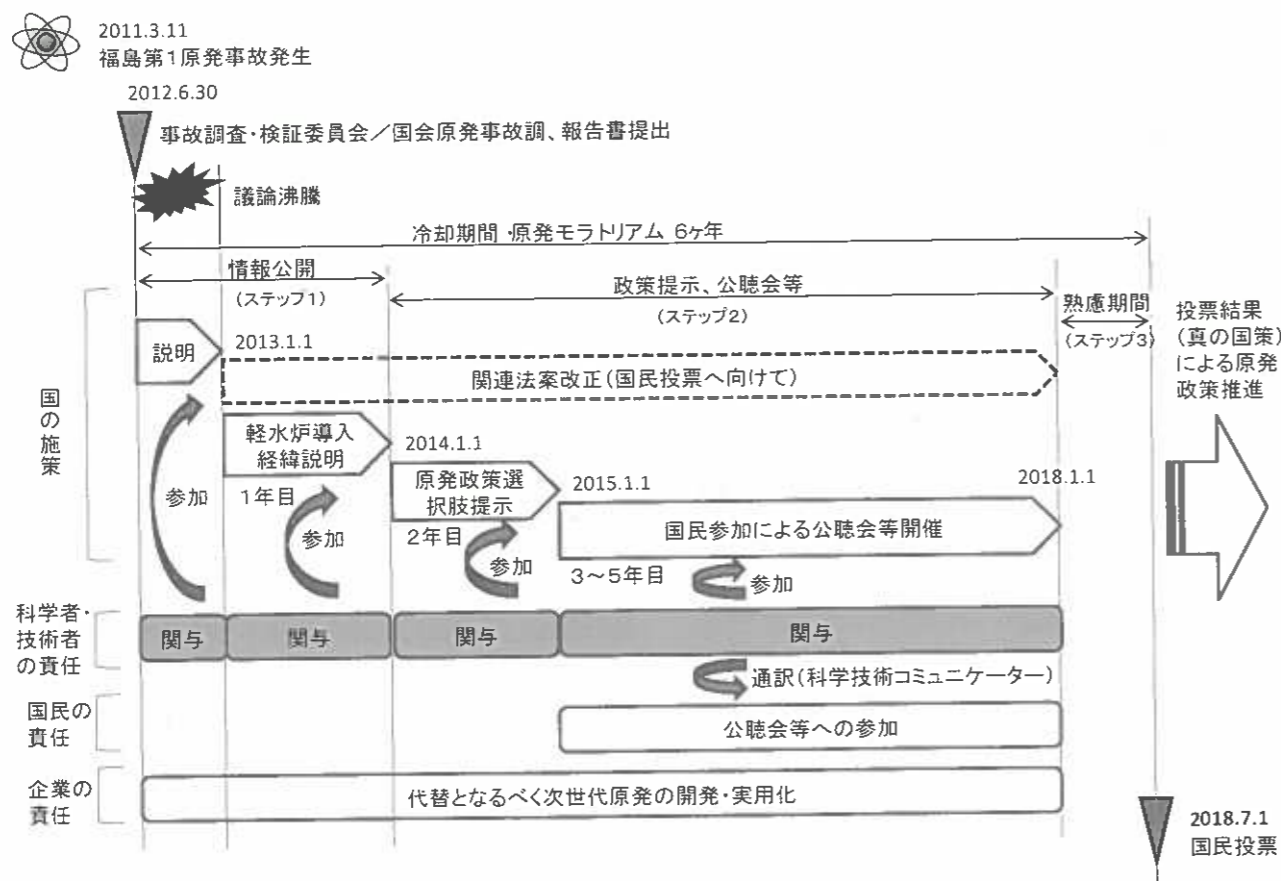 2011.3.11
福島第1原発事故発生
2012.6.30
事故調査・検証委員会／国会原発事故調、報告書提出
議論沸騰
冷却期間・原発モラトリアム 6ヶ年
情報公開
(ステップ1)
政策提示、公聴会等
(ステップ2)
熟慮期間
(ステップ3)
投票結果
(真の国策)
による原発
政策推進
国の施策
説明
2013.1.1
関連法案改正(国民投票へ向けて)
軽水炉導入
経緯説明
2014.1.1
原発政策選
択肢提示
2015.1.1
2018.1.1
国民参加による公聴会等開催
参加
1年目
参加
2年目
参加
3～5年目
参加
科学者・
技術者
の責任
関与
関与
関与
関与
通訳(科学技術コミュニケーター)
国民の
責任
公聴会等への参加
企業の
責任
代替となるべく次世代原発の開発・実用化
2018.7.1
国民投票